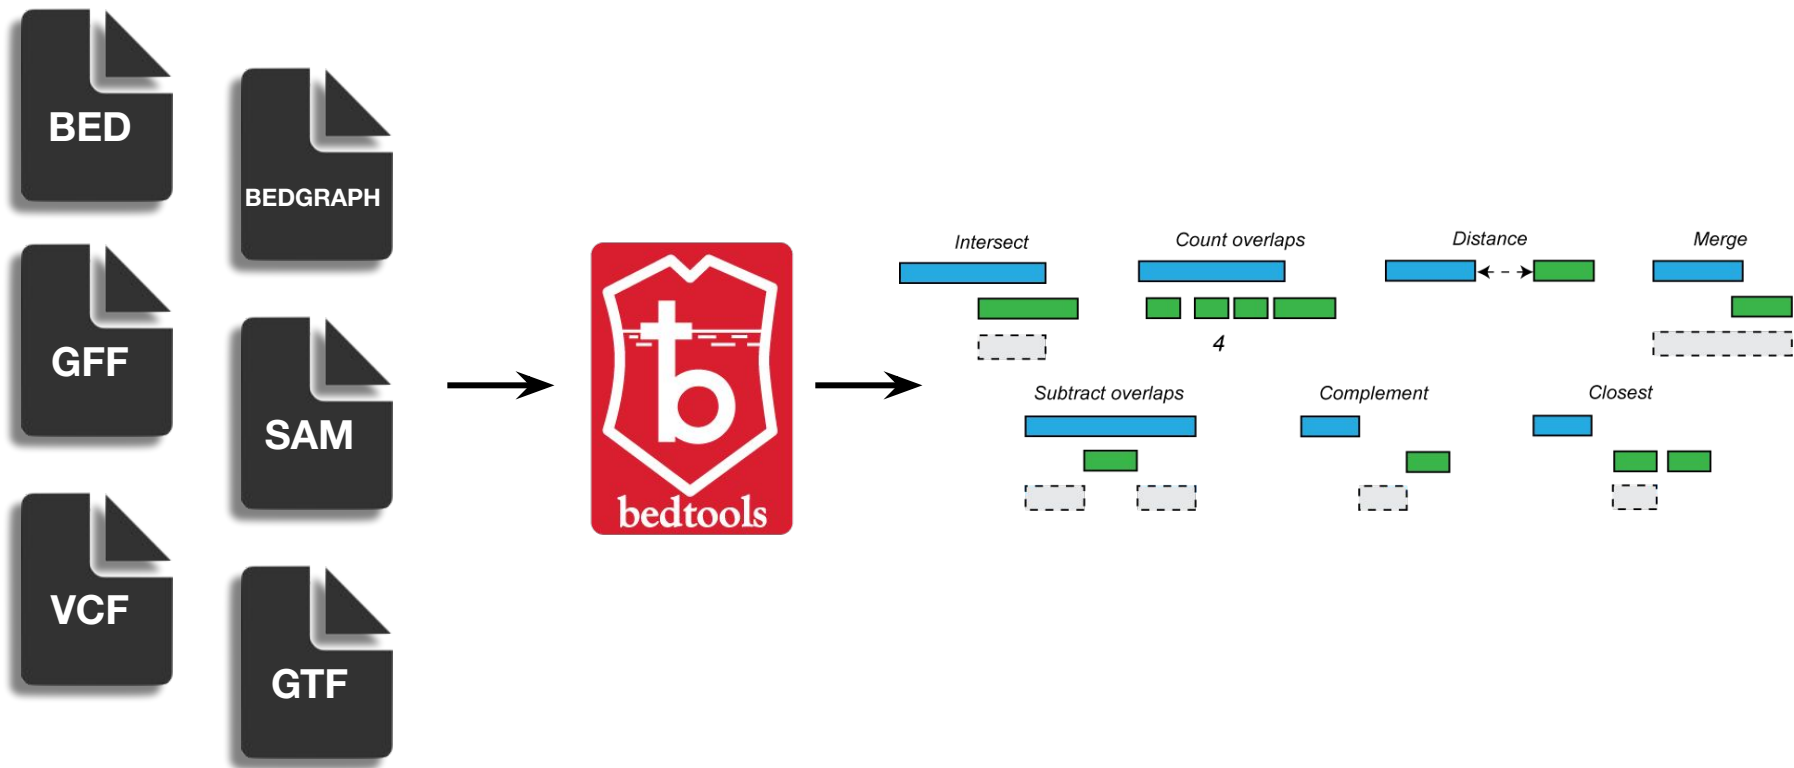 BED
BEDGRAPH
GFF
SAM
VCF
GTF
b
bedtools
Intersect
Count overlaps
Distance
Merge
4
Subtract overlaps
Complement
Closest